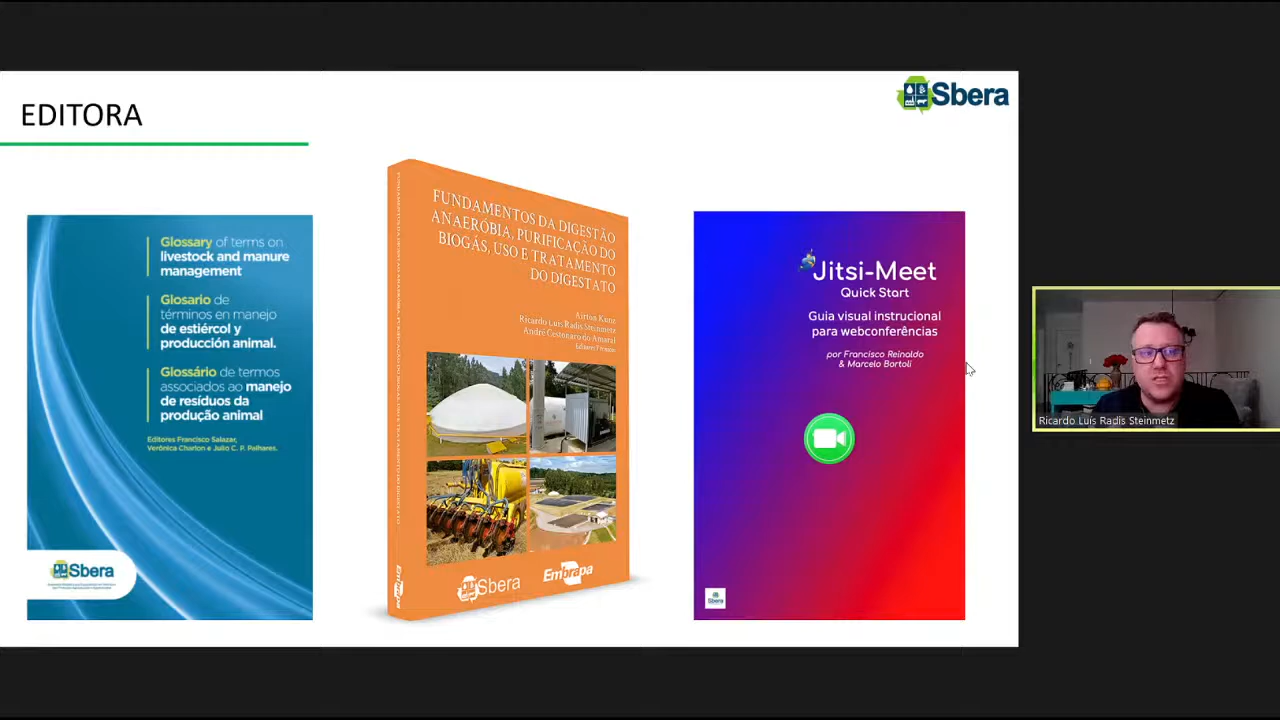 EDITORA
Sbera
Glossary of terms on
livestock and manure
management
Glosario de
términos en manejo
de estiércol y
producción animal.
Glossário de termos
associados ao manejo
de resíduos da
produção animal
Editores Francisco Salazar,
Verônica Charlon e Julio C. P. Palhares.
Sbera
FUNDAMENTOS DA DIGESTÃO
ANAERÓBIA, PURIFICAÇÃO DO
BIOGÁS, USO E TRATAMENTO
DO DIGESTATO
Airton Kunz
Ricardo Luis Radis Steinmetz
André Cestonaro do Amaral
Editores Técnicos
Embrapa
Sbera
Embrapa
Jitsi-Meet
Quick Start
Guia visual instrucional
para webconferências
por Francisco Reinaldo
& Marcelo Bortoli
Sbera
Ricardo Luis Radis Steinmetz